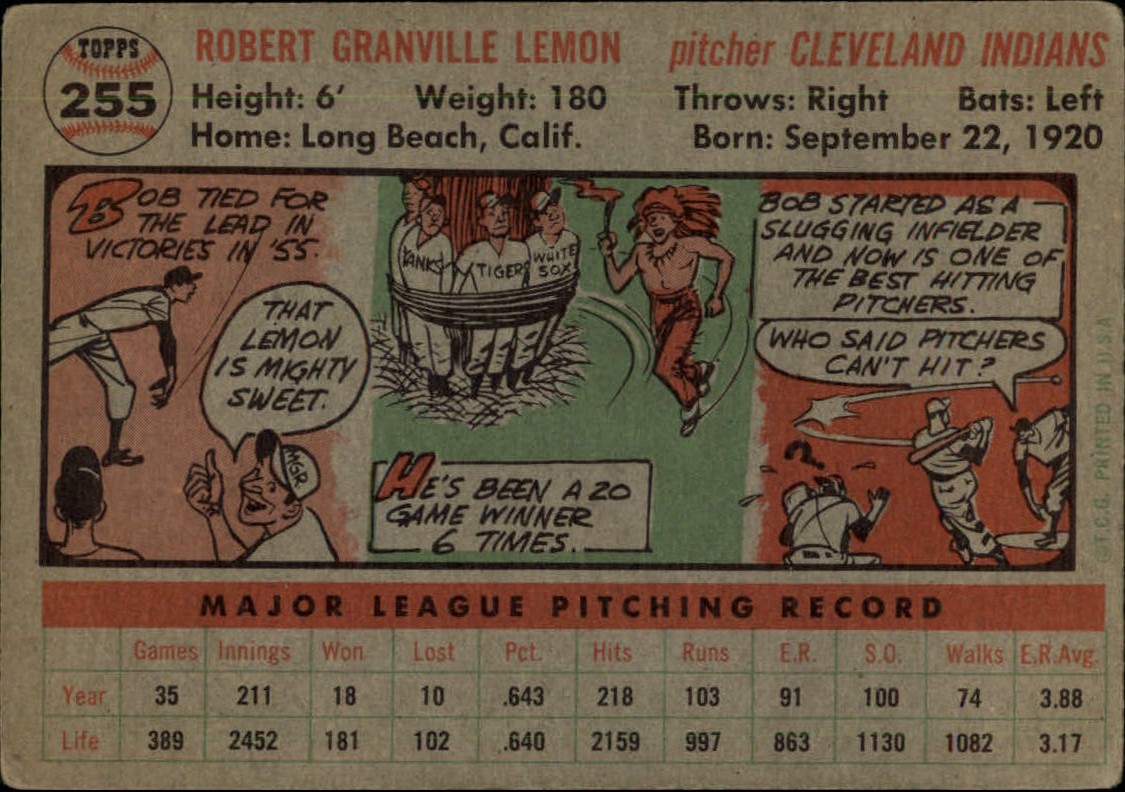 TOPPS
255
ROBERT GRANVILLE LEMON pitcher CLEVELAND INDIANS
Height: 6' Weight: 180 Throws: Right Bats: Left
Home: Long Beach, Calif. Born: September 22, 1920
BOB TIED FOR
THE LEAD IN
VICTORIES IN '55.
THAT
LEMON
IS MIGHTY
SWEET.
MGR
YANKS
TIGERS
WHITE
SOX
HE'S BEEN A 20
GAME WINNER
6 TIMES.
BOB STARTED AS A
SLUGGING INFIELDER
AND NOW IS ONE OF
THE BEST HITTING
PITCHERS.
WHO SAID PITCHERS
CAN'T HIT?
?
©T.C.G. PRINTED IN U.S.A
MAJOR LEAGUE PITCHING RECORD
Games Innings Won Lost Pct. Hits Runs E.R. S.O. Walks E.R.Avg.
Year 35 211 18 10 .643 218 103 91 100 74 3.88
Life 389 2452 181 102 .640 2159 997 863 1130 1082 3.17